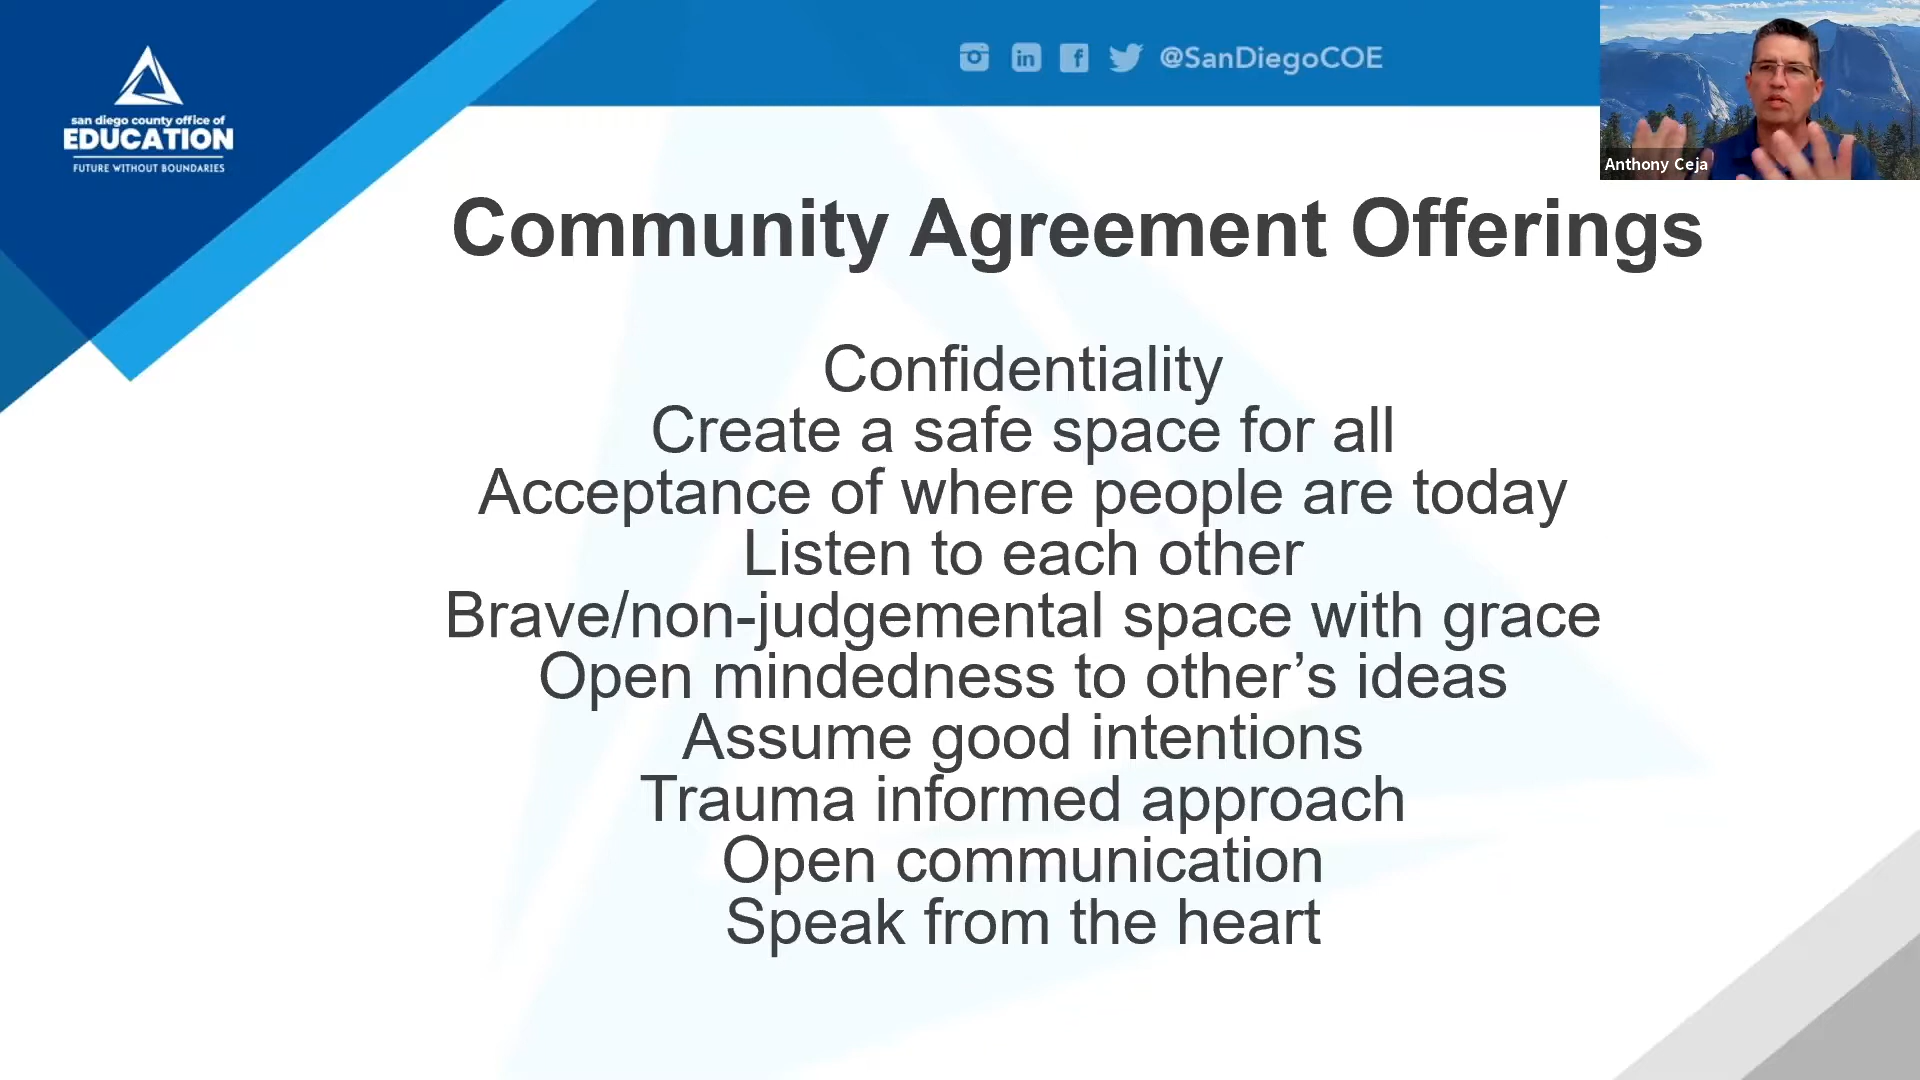 @SanDiegoCOE
san diego county office of
EDUCATION
FUTURE WITHOUT BOUNDARIES
Anthony Ceja
Community Agreement Offerings
Confidentiality
Create a safe space for all
Acceptance of where people are today
Listen to each other
Brave/non-judgemental space with grace
Open mindedness to other’s ideas
Assume good intentions
Trauma informed approach
Open communication
Speak from the heart